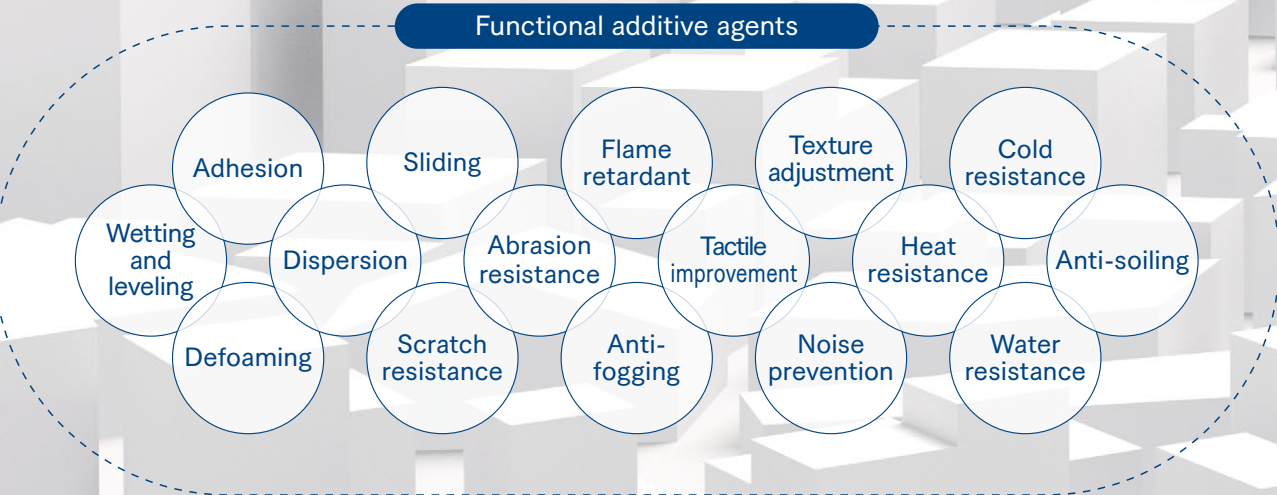 Functional additive agents
Adhesion
Sliding
Flame
retardant
Texture
adjustment
Cold
resistance
Wetting
and
leveling
Dispersion
Abrasion
resistance
Tactile
improvement
Heat
resistance
Anti-soiling
Defoaming
Scratch
resistance
Anti-
fogging
Noise
prevention
Water
resistance